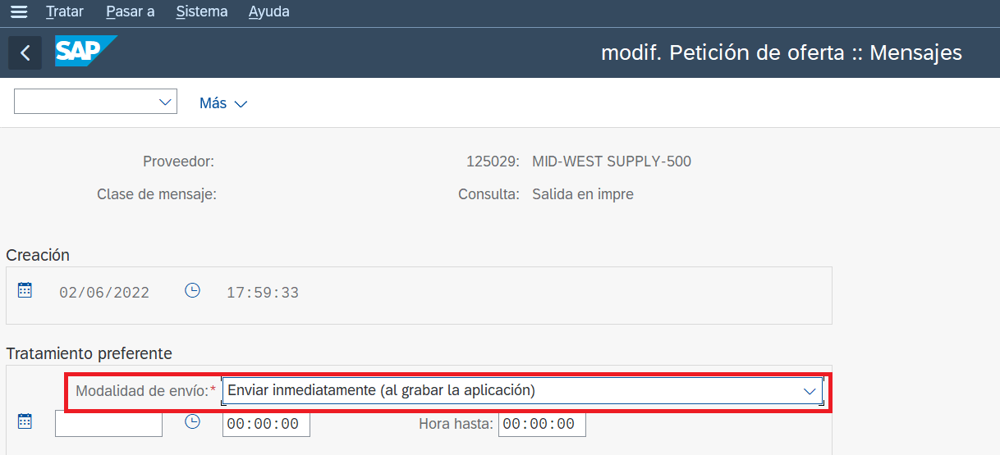 Tratar Pasar a Sistema Ayuda
SAP modif. Petición de oferta :: Mensajes
Más
Proveedor: 125029: MID-WEST SUPPLY-500
Clase de mensaje: Consulta: Salida en impre
Creación
02/06/2022 17:59:33
Tratamiento preferente
Modalidad de envío:* Enviar inmediatamente (al grabar la aplicación)
00:00:00 Hora hasta: 00:00:00